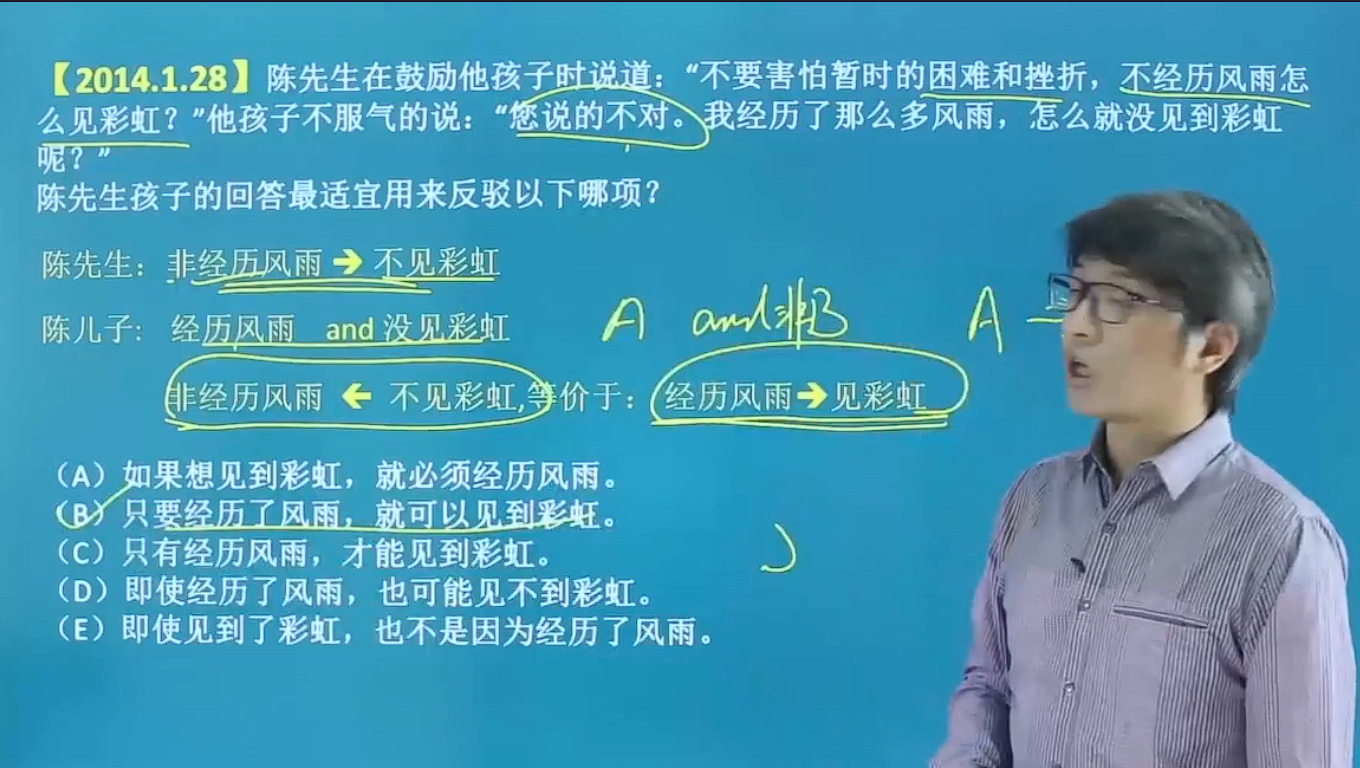 【2014.1.28】陈先生在鼓励他孩子时说道：“不要害怕暂时的困难和挫折，不经历风雨怎
么见彩虹？”他孩子不服气的说：“您说的不对。我经历了那么多风雨，怎么就没见到彩虹
呢？”
陈先生孩子的回答最适宜用来反驳以下哪项？
陈先生：非经历风雨 → 不见彩虹
陈儿子：经历风雨 and 没见彩虹
A and非B
A
非经历风雨 ← 不见彩虹,等价于：经历风雨→见彩虹
（A）如果想见到彩虹，就必须经历风雨。
（B）只要经历了风雨，就可以见到彩虹。
（C）只有经历风雨，才能见到彩虹。
（D）即使经历了风雨，也可能见不到彩虹。
（E）即使见到了彩虹，也不是因为经历了风雨。